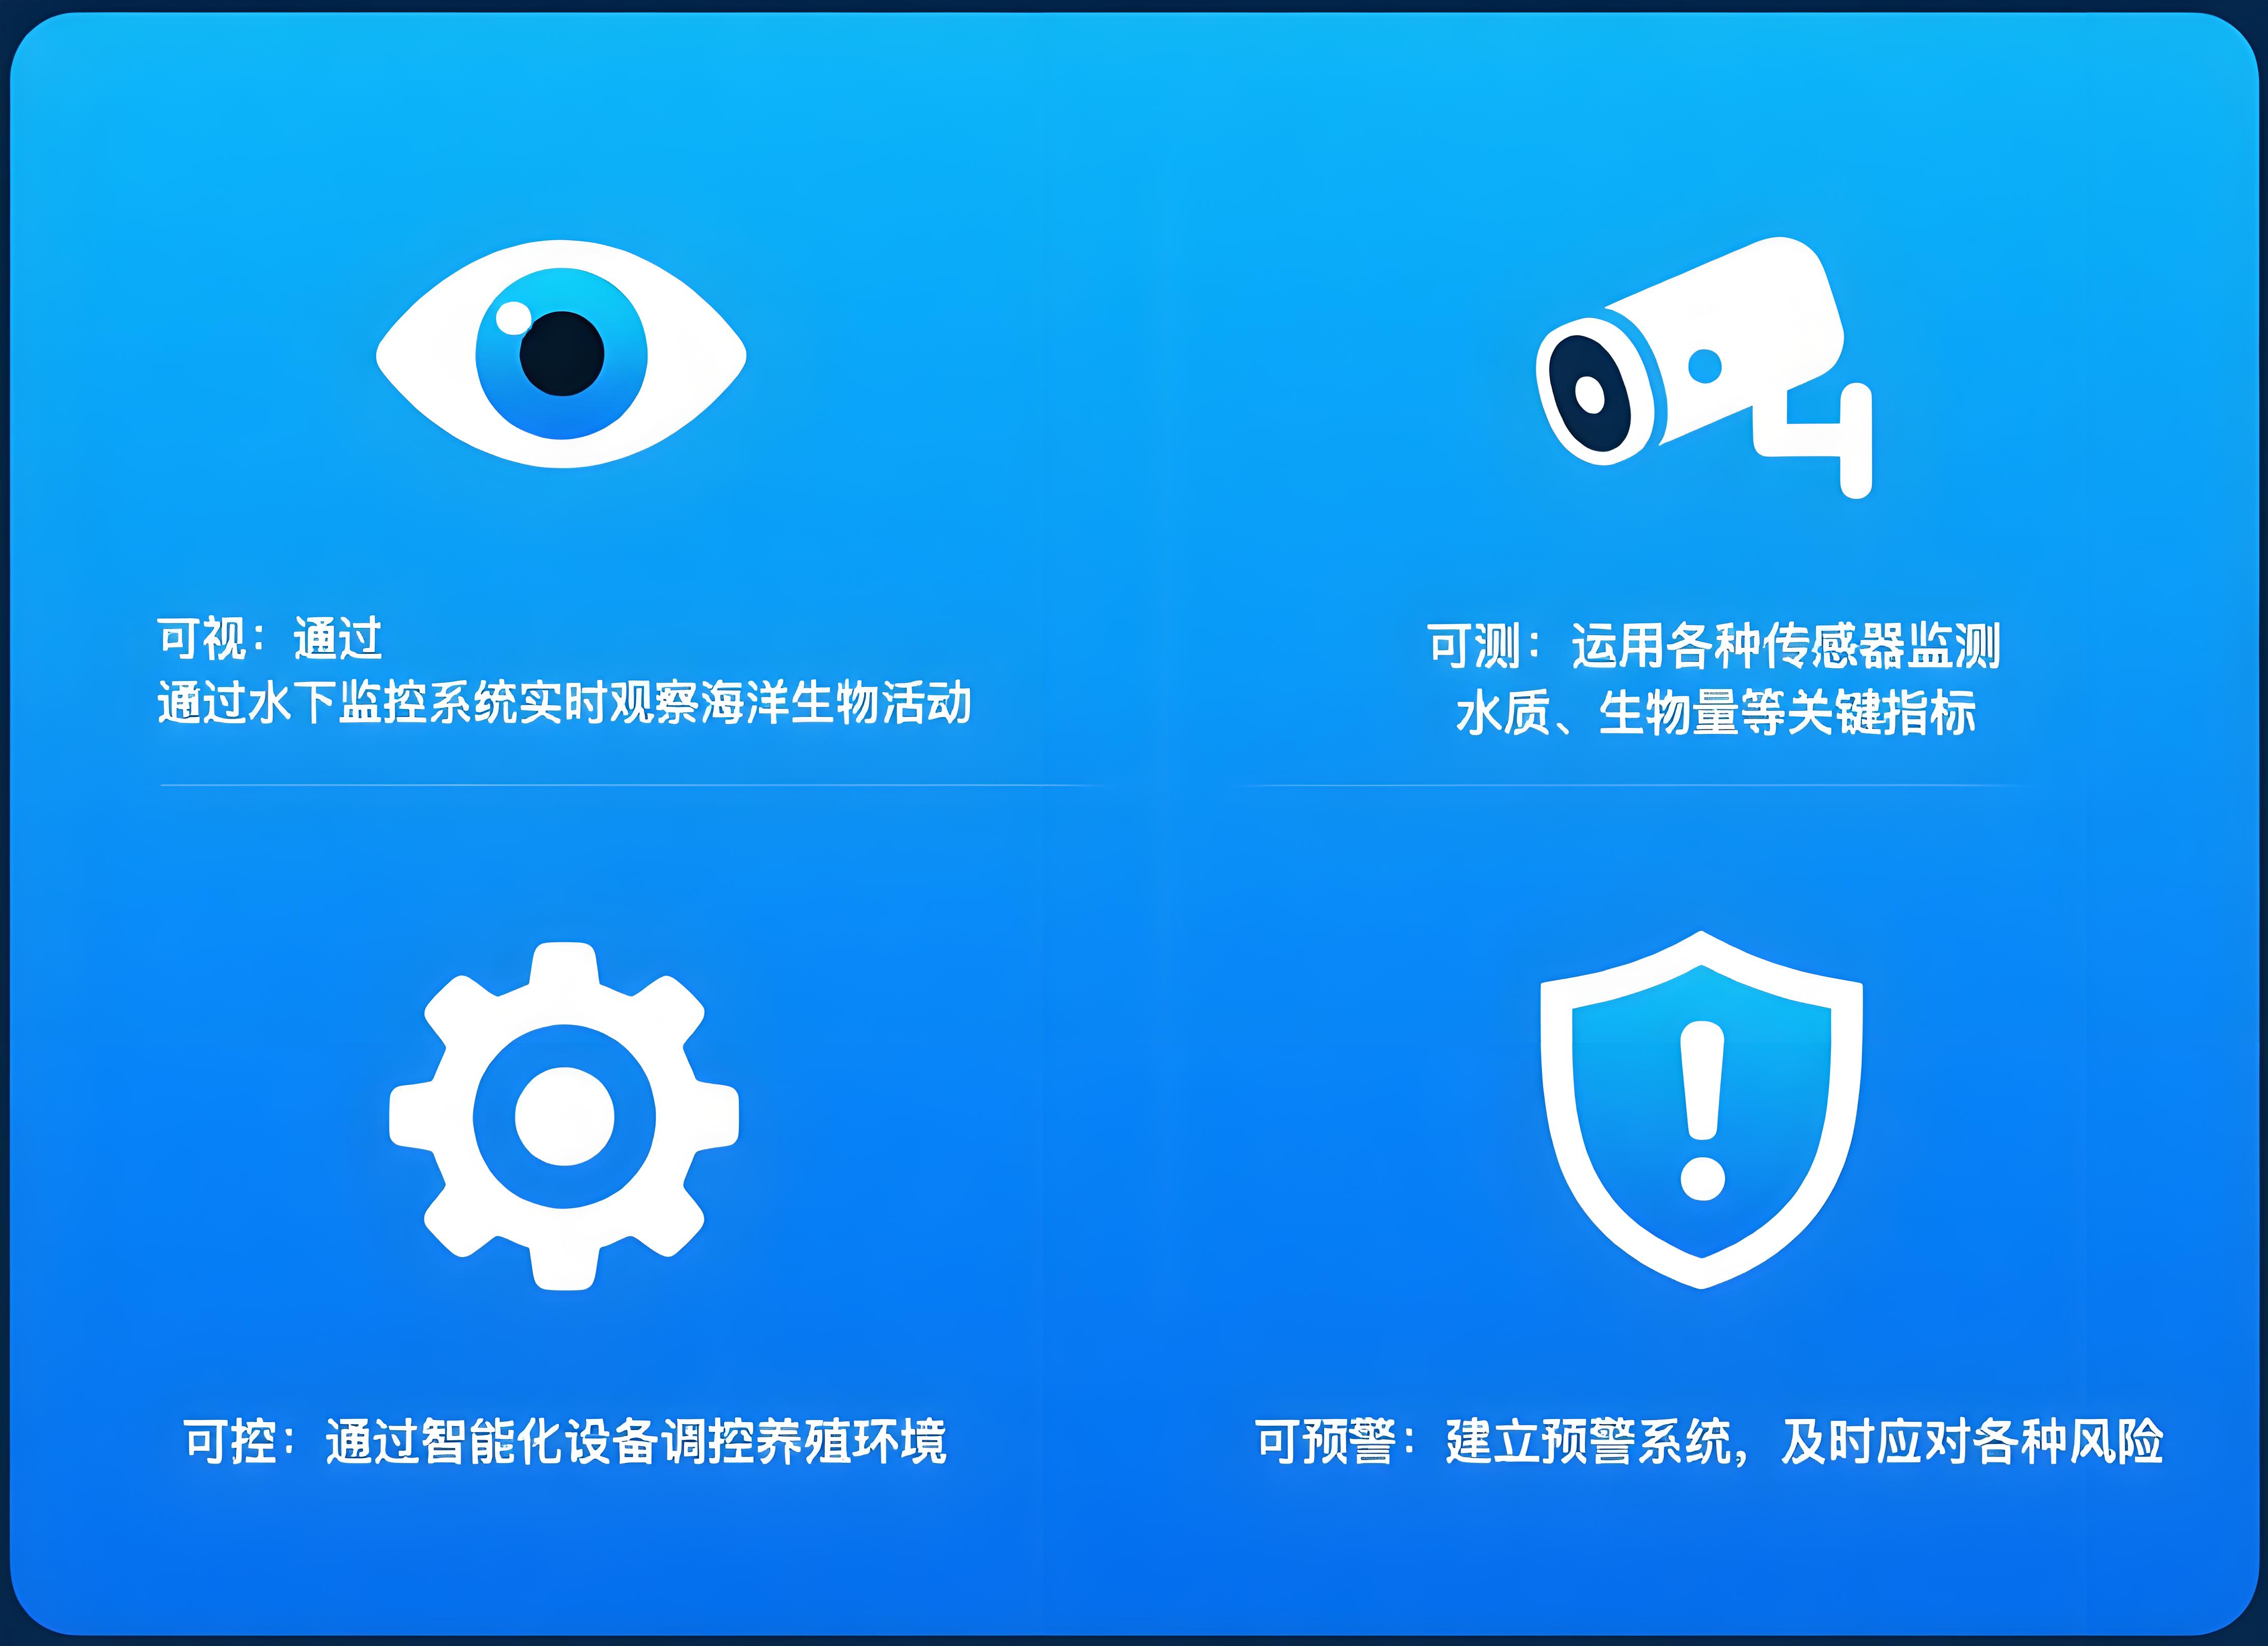 可视：通过
通过水下监控系统实时观察海洋生物活动
可测：运用各种传感器监测
水质、生物量等关键指标
可控：通过智能化设备调控养殖环境
可预警：建立预警系统，及时应对各种风险